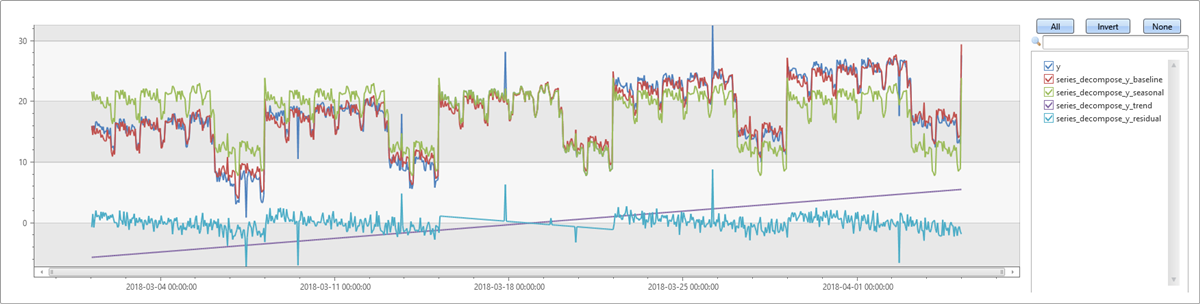 All Invert None
30
20
10
0
y
series_decompose_y_baseline
series_decompose_y_seasonal
series_decompose_y_trend
series_decompose_y_residual
2018-03-04 00:00:00 2018-03-11 00:00:00 2018-03-18 00:00:00 2018-03-25 00:00:00 2018-04-01 00:00:00